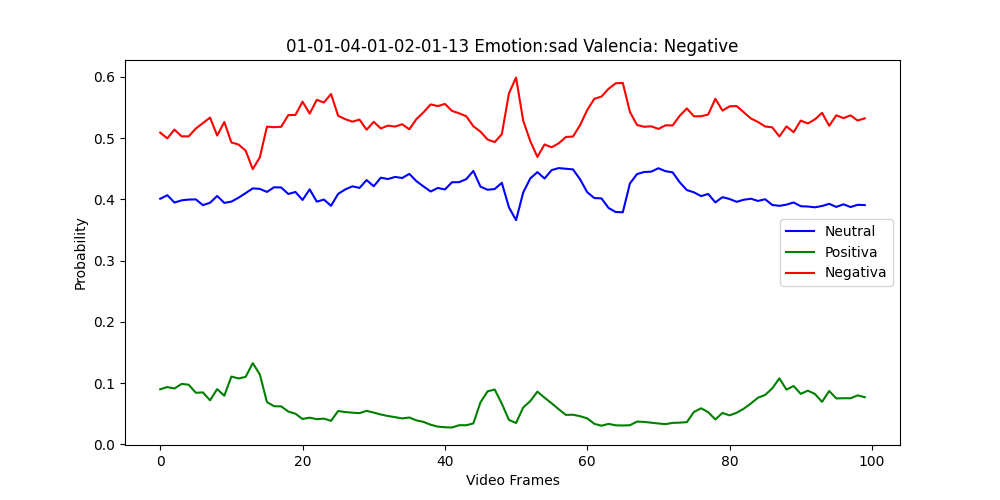 01-01-04-01-02-01-13 Emotion:sad Valencia: Negative
Probability
0.6
0.5
0.4
0.3
0.2
0.1
0.0
Neutral
Positiva
Negativa
0 20 40 60 80 100
Video Frames